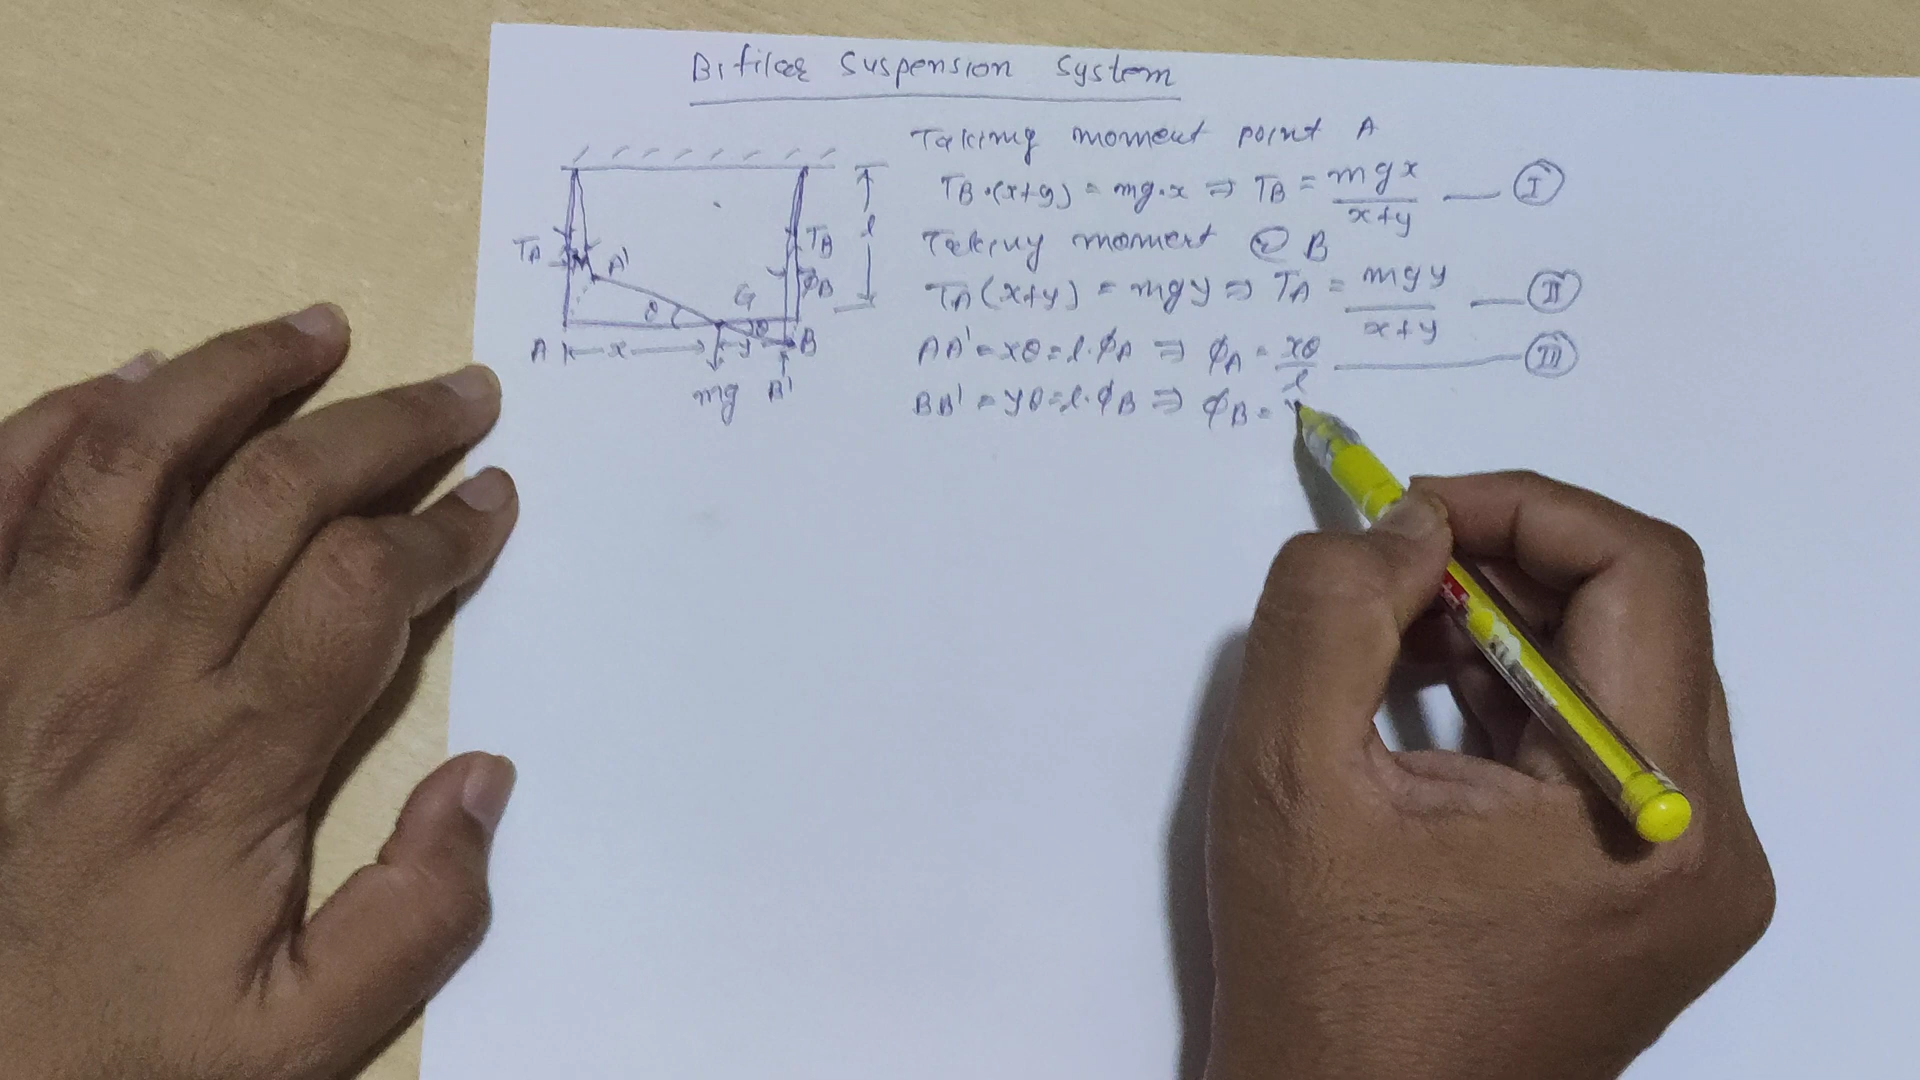 Bifilar Suspension System
Taking moment point A
TB·(x+y) = mg·x ⇒ TB = mgx/x+y — I
Taking moment @ B
TA(x+y) = mgy ⇒ TA = mgy/x+y — II
AA' = xθ = l·ϕA ⇒ ϕA = xθ/l — III
BB' = yθ = l·ϕB ⇒ ϕB =
TA
A'
TB
l
ϕB
G
θ
θ
A
x
y
B
mg
B'